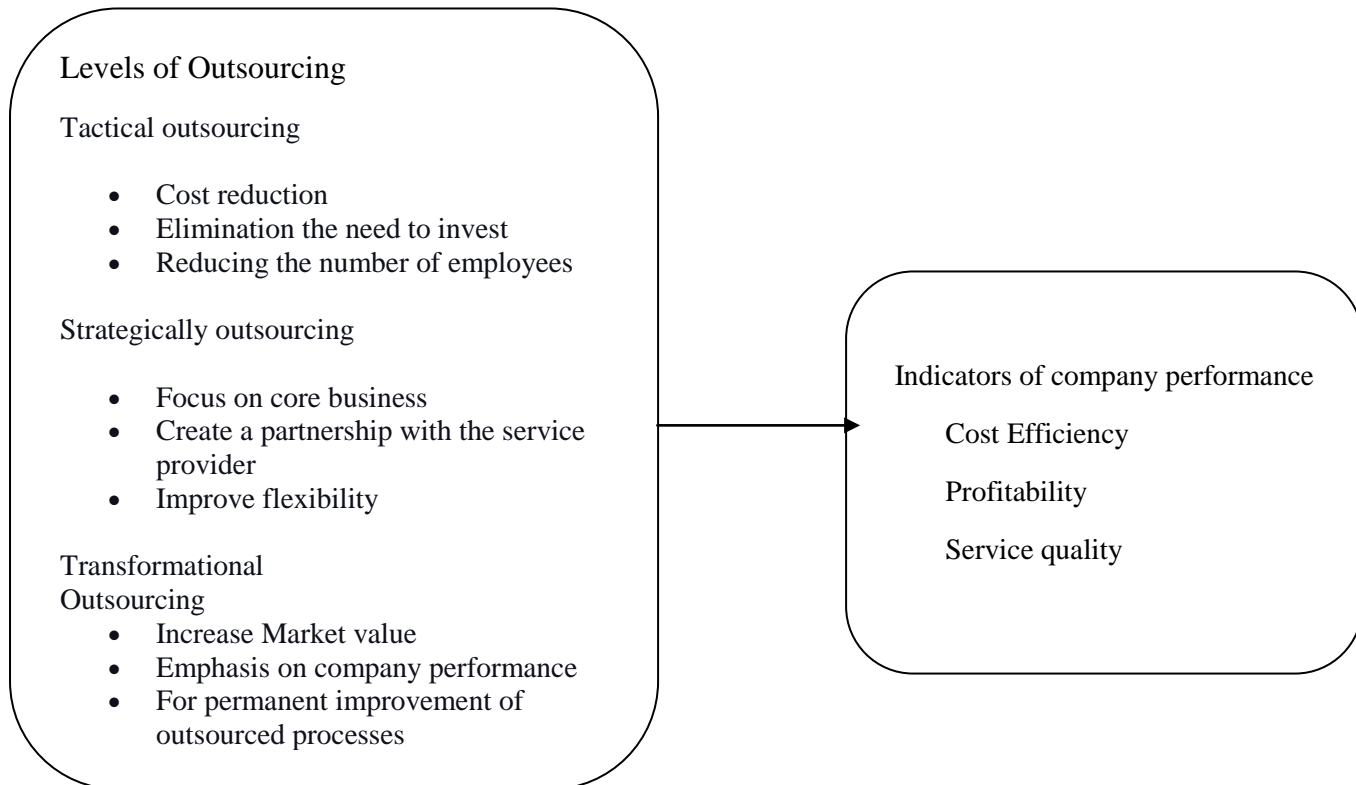 Levels of Outsourcing
Tactical outsourcing
• Cost reduction
• Elimination the need to invest
• Reducing the number of employees
Strategically outsourcing
• Focus on core business
• Create a partnership with the service
provider
• Improve flexibility
Transformational
Outsourcing
• Increase Market value
• Emphasis on company performance
• For permanent improvement of
outsourced processes
Indicators of company performance
Cost Efficiency
Profitability
Service quality